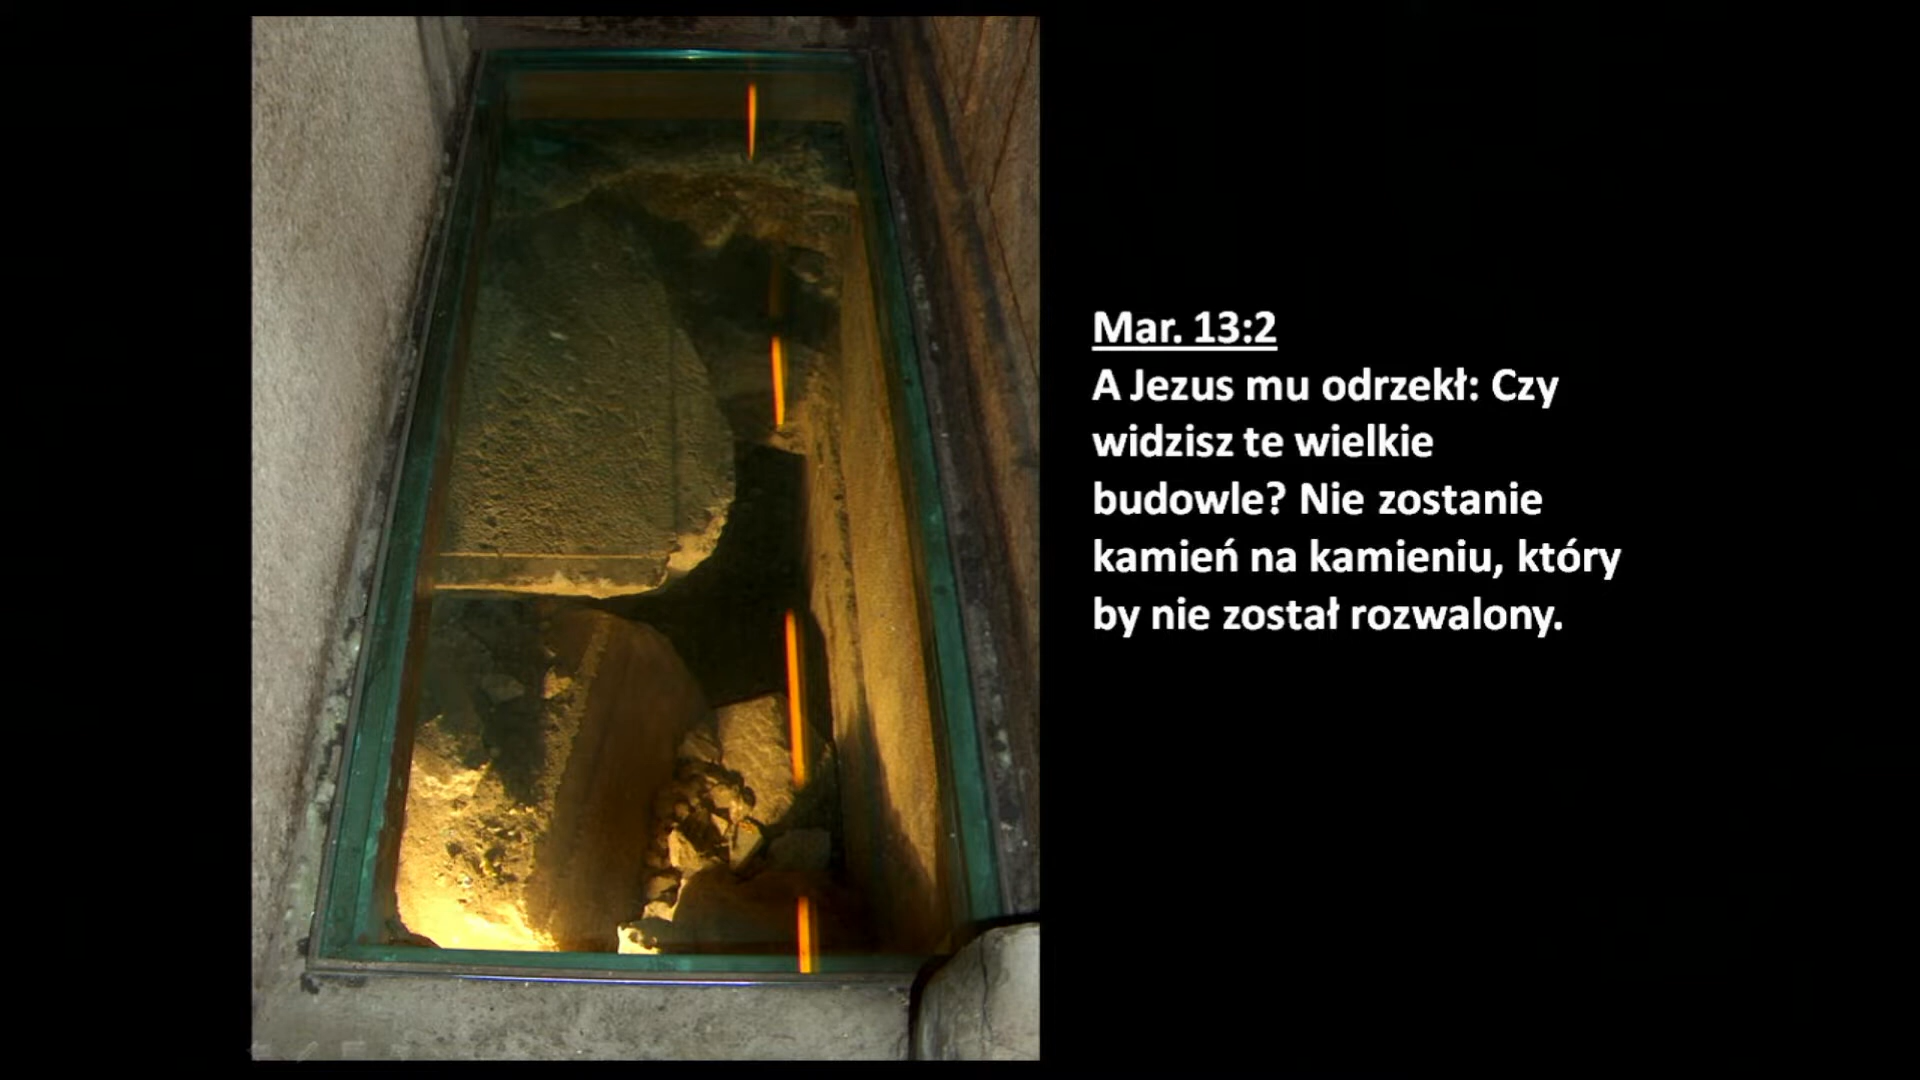 Mar. 13:2
A Jezus mu odrzekł: Czy
widzisz te wielkie
budowle? Nie zostanie
kamień na kamieniu, który
by nie został rozwalony.